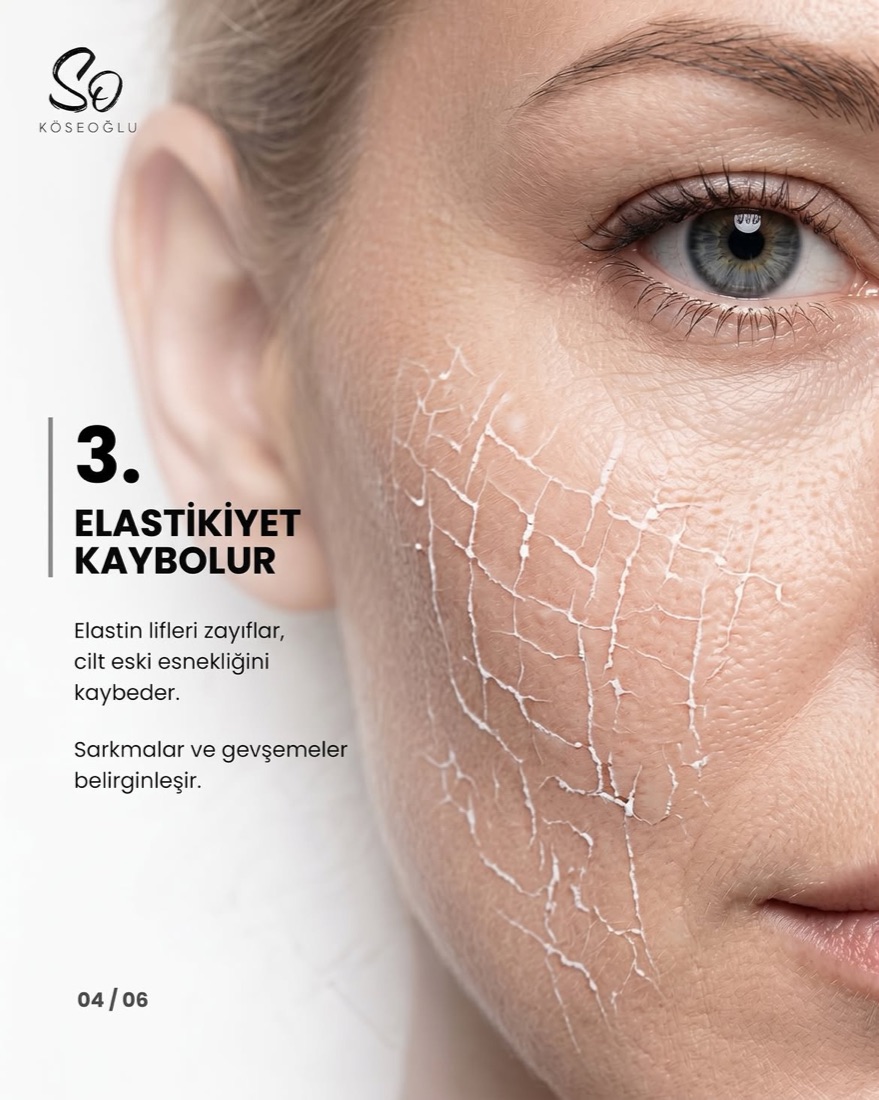 So
KÖSEOĞLU
3.
ELASTİKİYET
KAYBOLUR
Elastin lifleri zayıflar,
cilt eski esnekliğini
kaybeder.
Sarkmalar ve gevşemeler
belirginleşir.
04 / 06